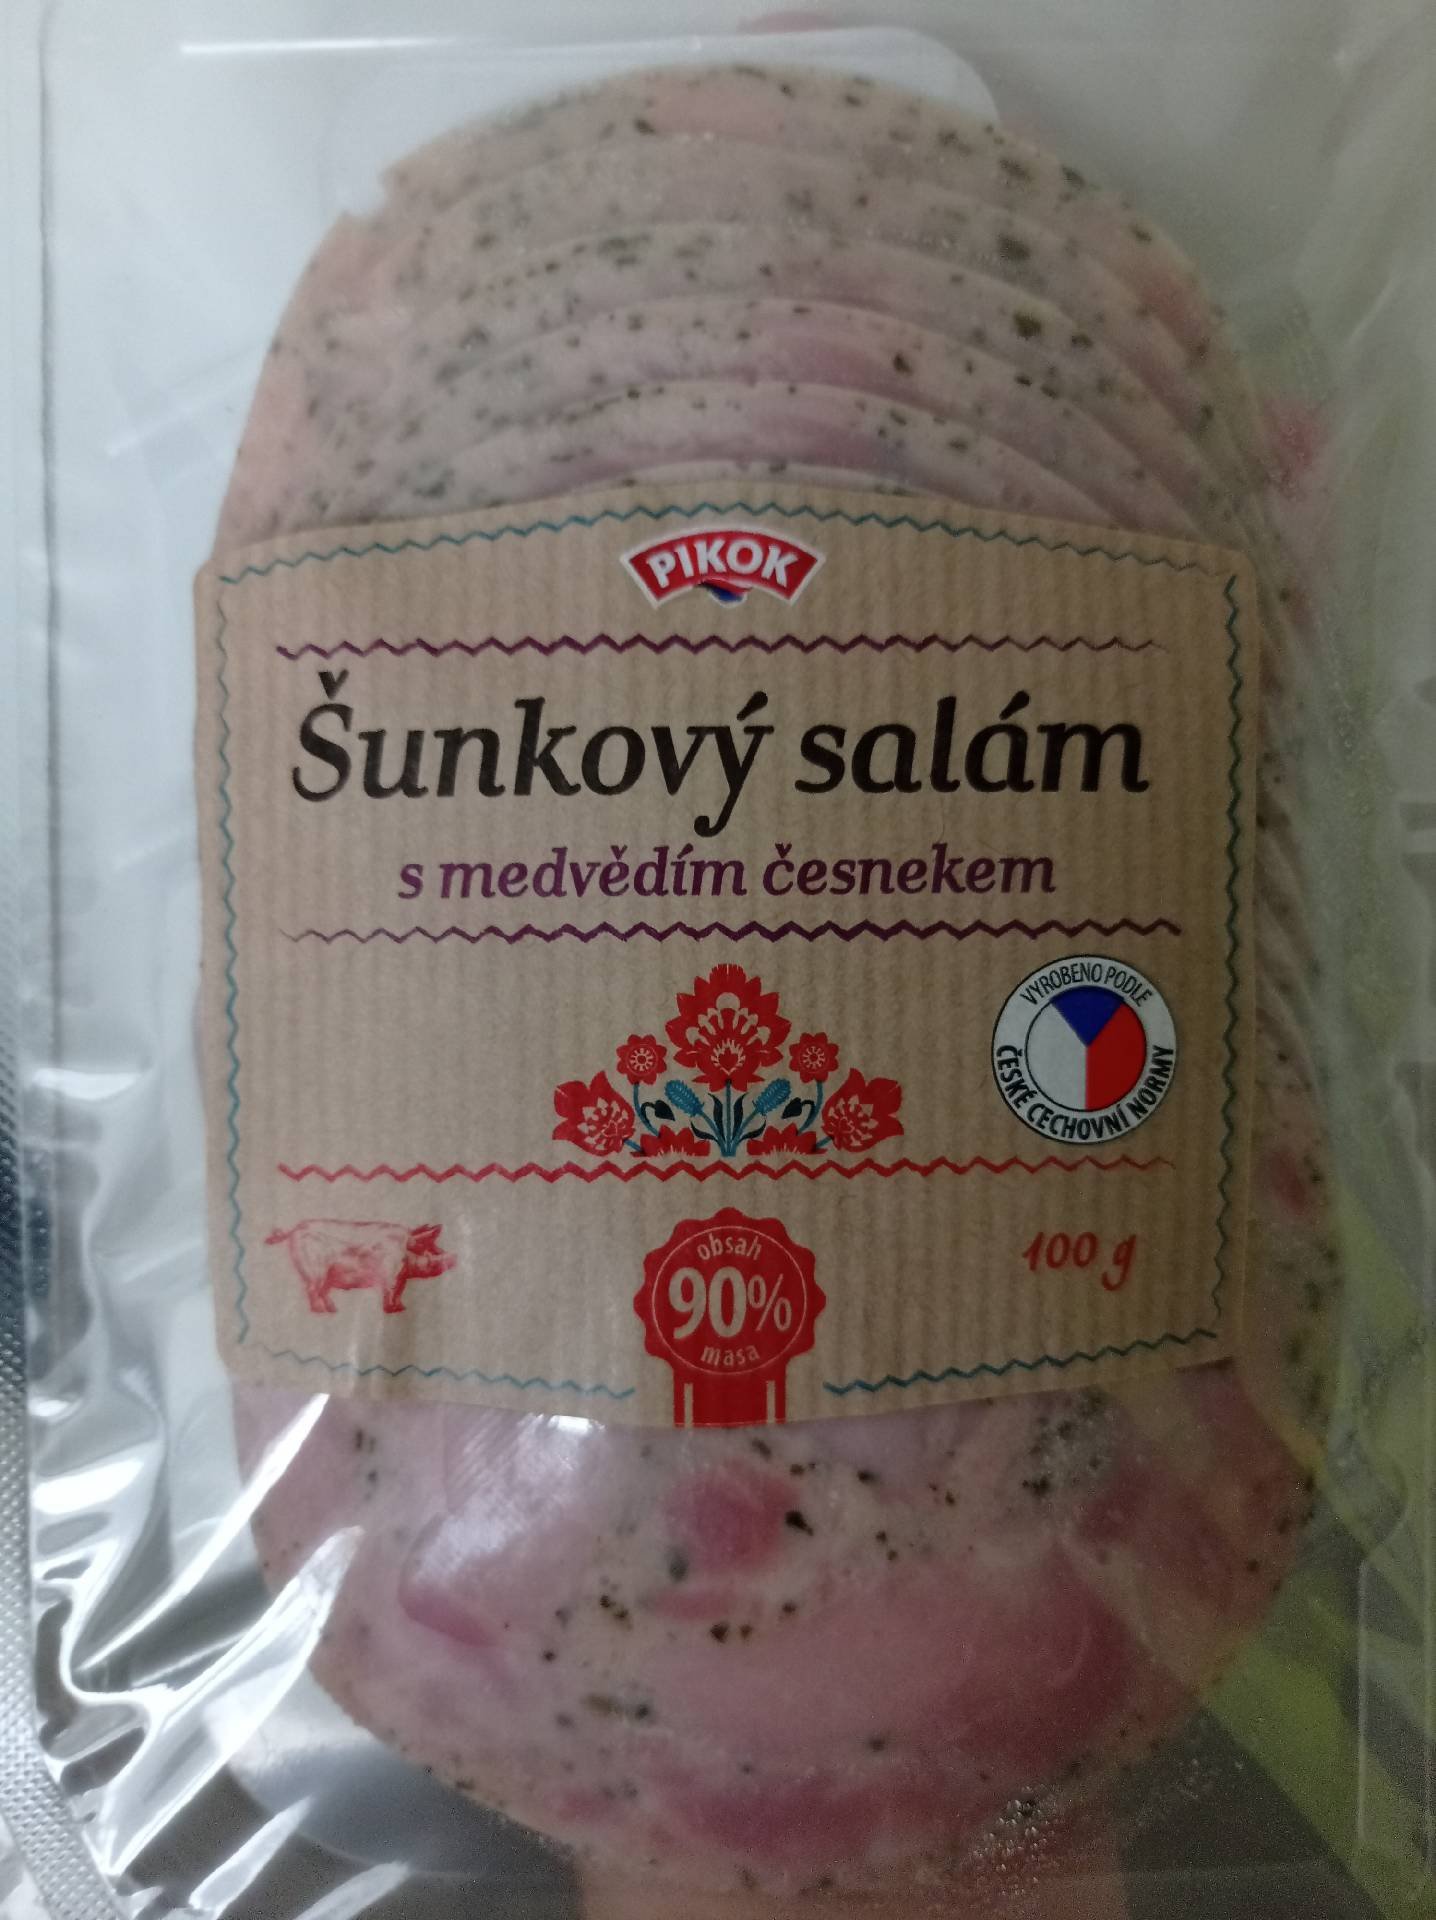 PIKOK
Šunkový salám
s medvědím česnekem
VYROBENO PODLE
ČESKÉ CECHOVNÍ NORMY
obsah
90%
masa
100 g